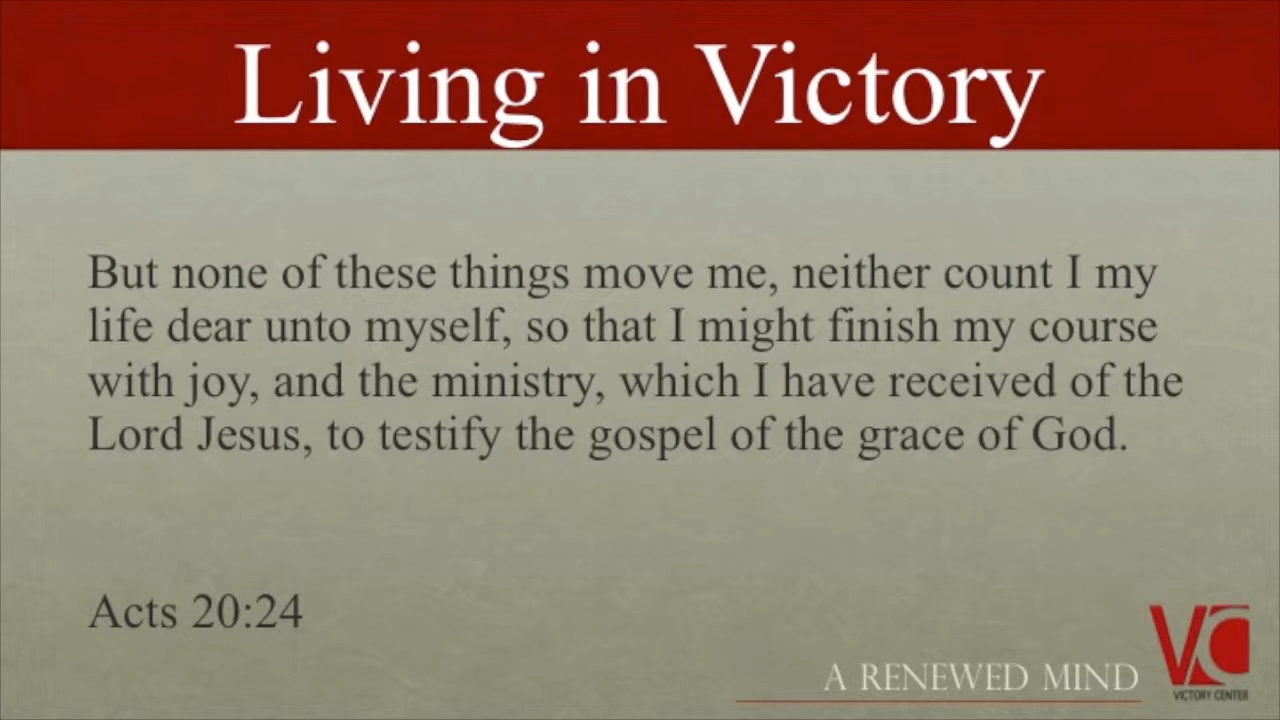 Living in Victory
But none of these things move me, neither count I my
life dear unto myself, so that I might finish my course
with joy, and the ministry, which I have received of the
Lord Jesus, to testify the gospel of the grace of God.
Acts 20:24
A RENEWED MIND
VC
VICTORY CENTER